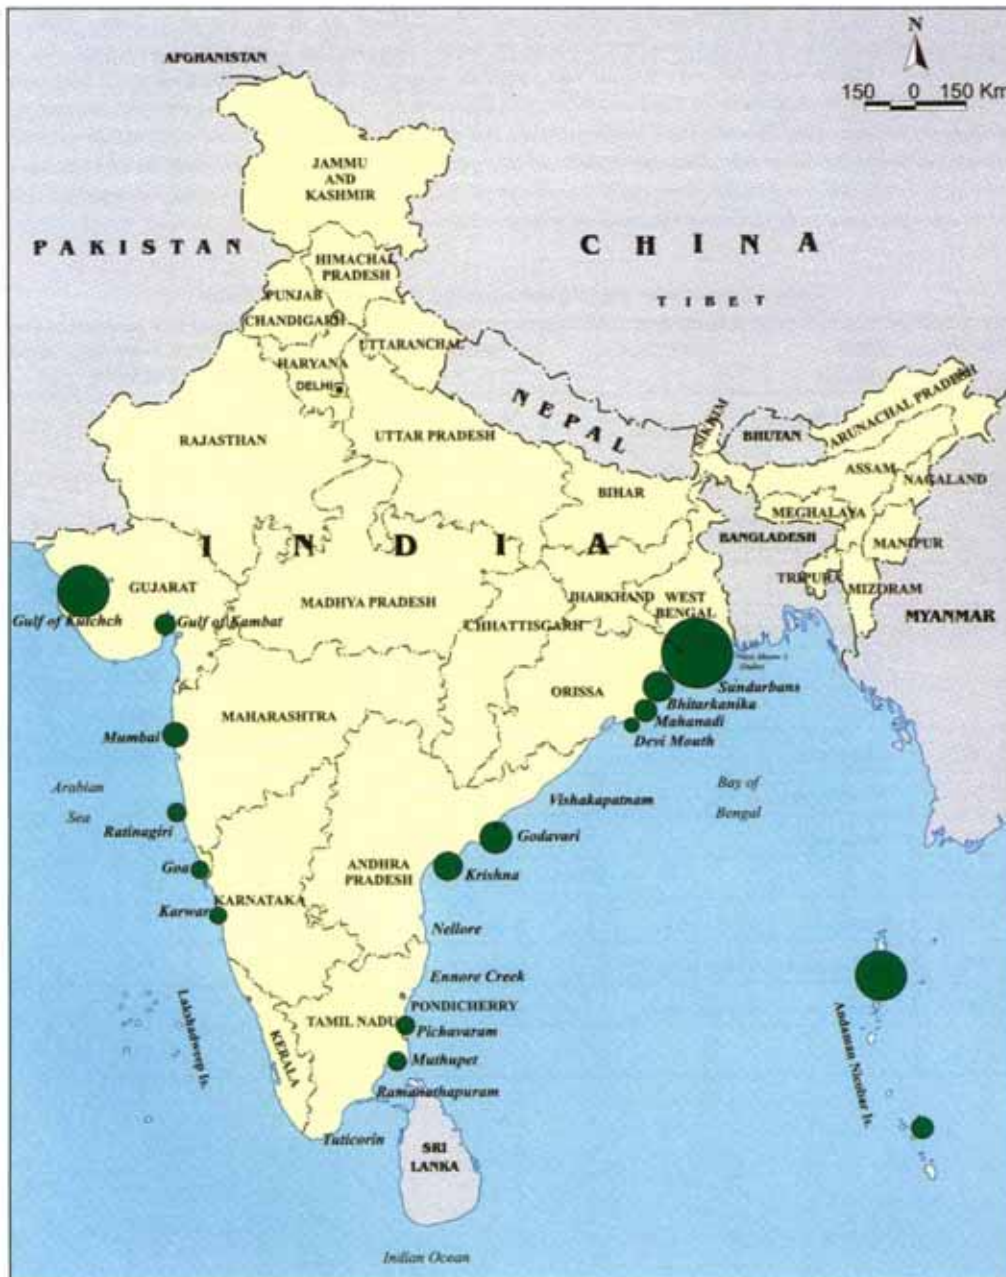 N
150 0 150 Km
AFGHANISTAN
JAMMU
AND
KASHMIR
PAKISTAN
CHINA
HIMACHAL
PRADESH
TIBET
PUNJAB
CHANDIGARH
UTTARANCHAL
HARYANA
DELHI
NEPAL
SIKKIM
BHUTAN
ARUNACHAL PRADESH
RAJASTHAN
UTTAR PRADESH
ASSAM
NAGALAND
BIHAR
MEGHALAYA
BANGLADESH
MANIPUR
INDIA
TRIPURA
MIZORAM
GUJARAT
MADHYA PRADESH
JHARKHAND
WEST
BENGAL
MYANMAR
Gulf of Kutchch
Gulf of Kambat
CHHATTISGARH
Sundarbans
ORISSA
Bhitarkanika
MAHARASHTRA
Mahanadi
Mumbai
Devi Mouth
Arabian
Sea
Bay of
Bengal
Vishakapatnam
Ratinagiri
Godavari
Goa
ANDHRA
PRADESH
Krishna
KARNATAKA
Karwar
Nellore
Ennore Creek
Lakshadweep Is.
PONDICHERRY
TAMIL NADU
Pichavaram
Andaman Nicobar Is.
KERALA
Muthupet
Ramanathapuram
Tuticorin
SRI
LANKA
Indian Ocean